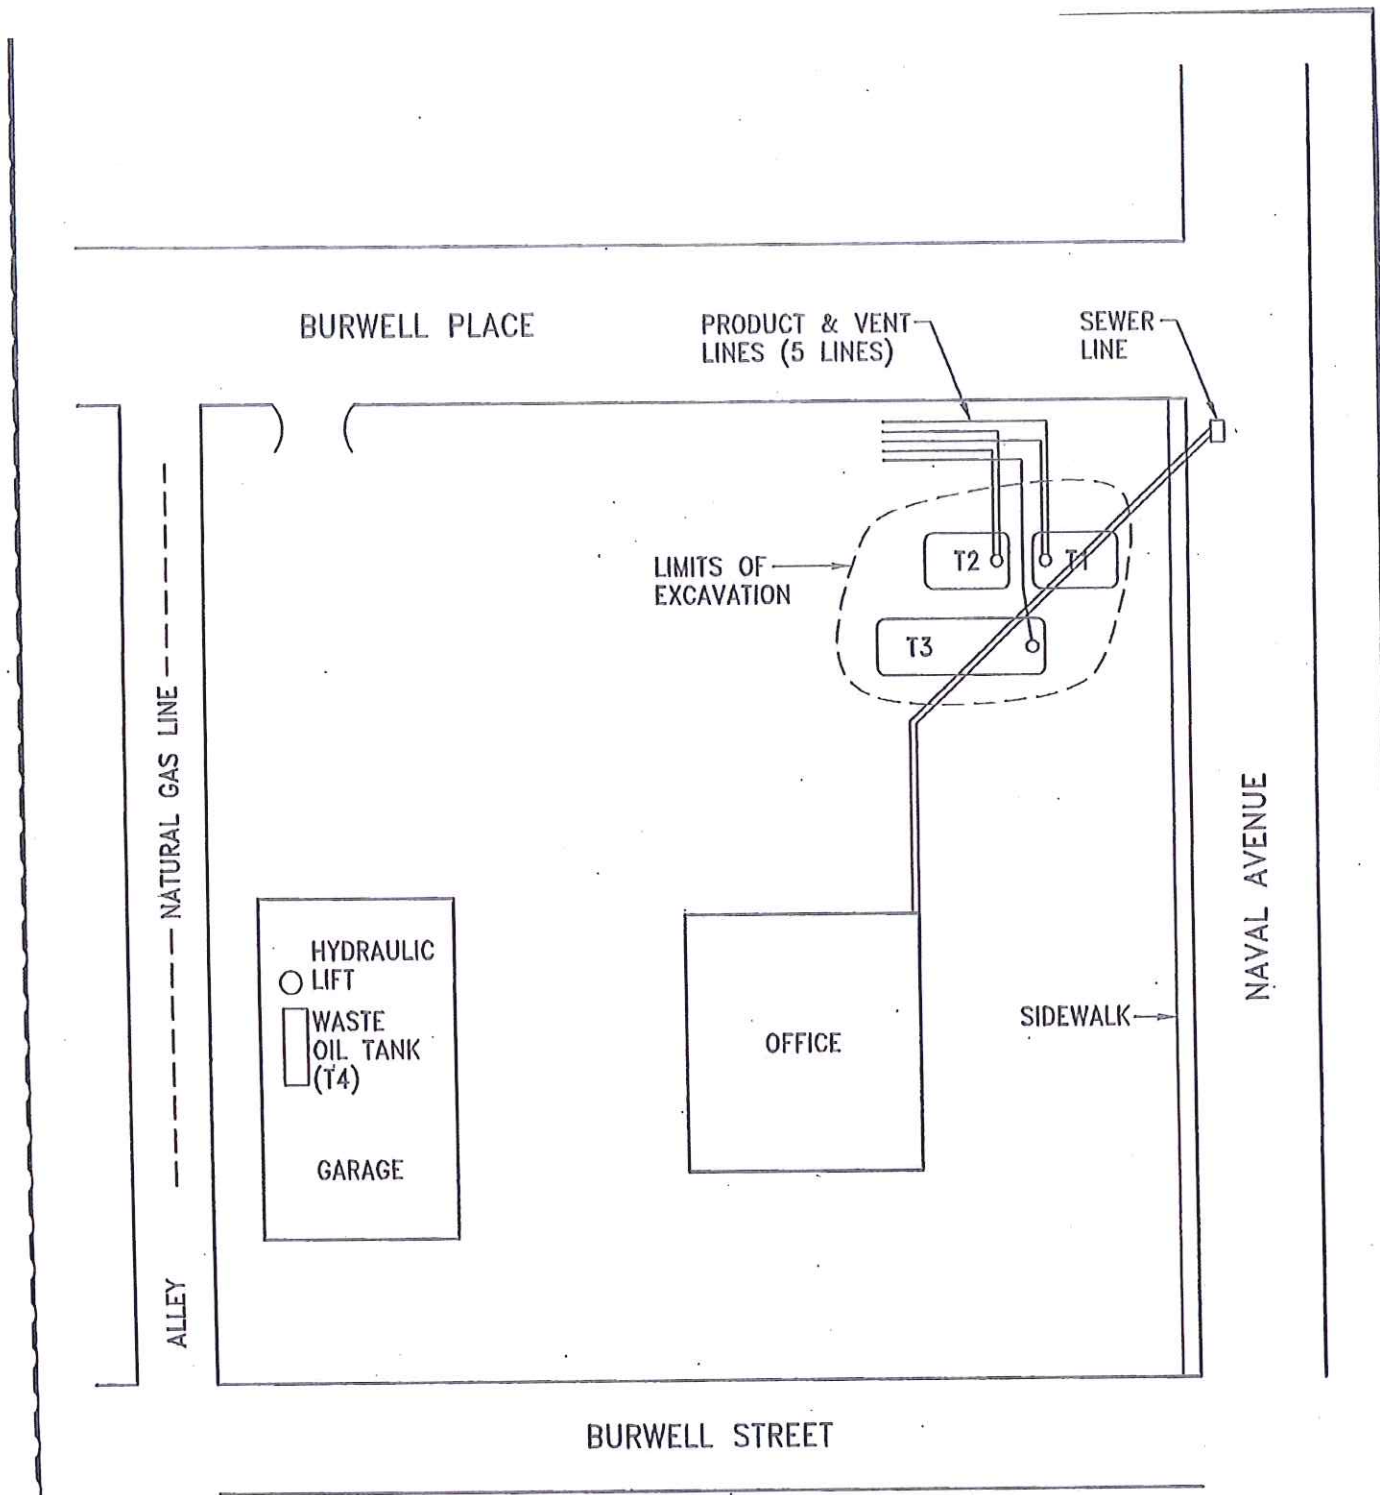 BURWELL PLACE
PRODUCT & VENT
LINES (5 LINES)
SEWER
LINE
LIMITS OF
EXCAVATION
T2
T1
T3
NATURAL GAS LINE
HYDRAULIC
LIFT
WASTE
OIL TANK
(T4)
GARAGE
OFFICE
SIDEWALK
NAVAL AVENUE
ALLEY
BURWELL STREET